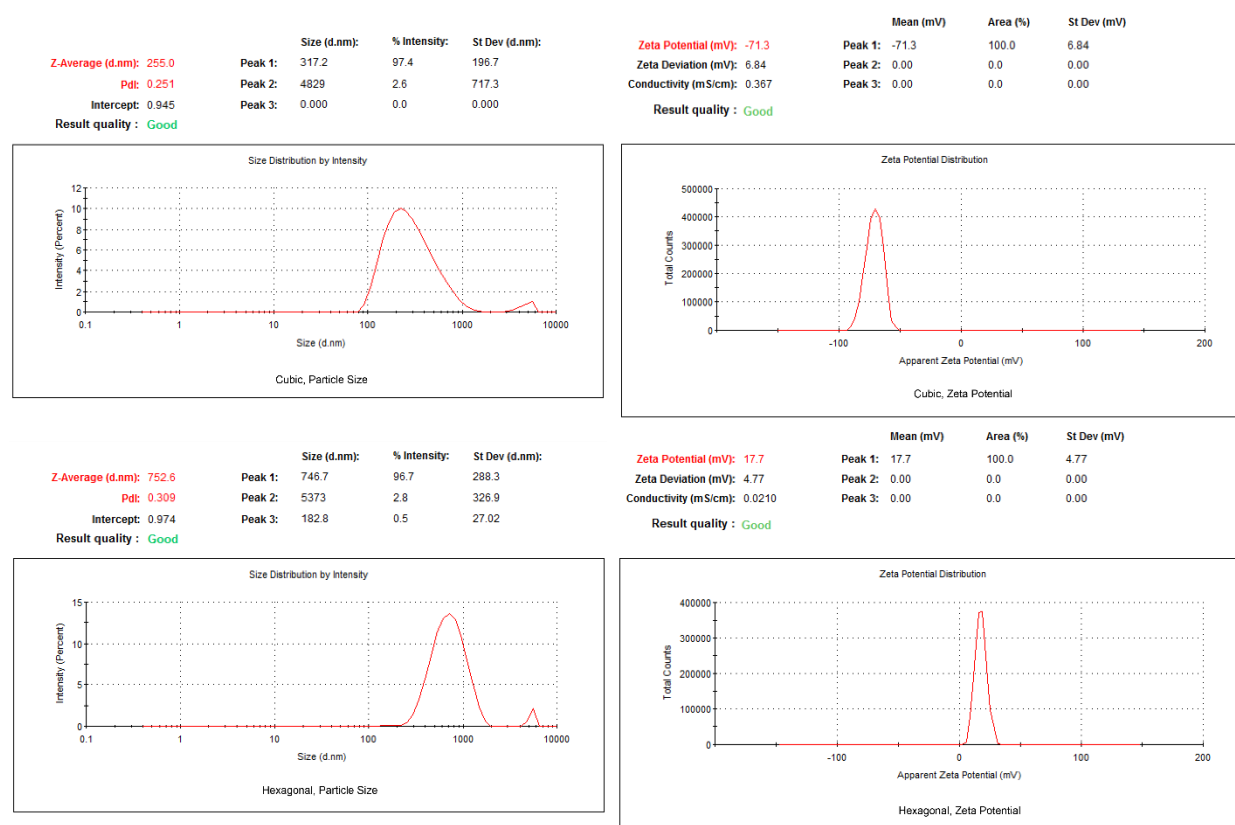 Size (d.nm): % Intensity: St Dev (d.nm):
Z-Average (d.nm): 255.0 Peak 1: 317.2 97.4 196.7
PdI: 0.251 Peak 2: 4829 2.6 717.3
Intercept: 0.945 Peak 3: 0.000 0.0 0.000
Result quality : Good
Mean (mV) Area (%) St Dev (mV)
Zeta Potential (mV): -71.3 Peak 1: -71.3 100.0 6.84
Zeta Deviation (mV): 6.84 Peak 2: 0.00 0.0 0.00
Conductivity (mS/cm): 0.367 Peak 3: 0.00 0.0 0.00
Result quality : Good
Size Distribution by Intensity
Intensity (Percent)
12
10
8
6
4
2
0
0.1 1 10 100 1000 10000
Size (d.nm)
Cubic, Particle Size
Zeta Potential Distribution
Total Counts
500000
400000
300000
200000
100000
0
-100 0 100 200
Apparent Zeta Potential (mV)
Cubic, Zeta Potential
Size (d.nm): % Intensity: St Dev (d.nm):
Z-Average (d.nm): 752.6 Peak 1: 746.7 96.7 288.3
PdI: 0.309 Peak 2: 5373 2.8 326.9
Intercept: 0.974 Peak 3: 182.8 0.5 27.02
Result quality : Good
Mean (mV) Area (%) St Dev (mV)
Zeta Potential (mV): 17.7 Peak 1: 17.7 100.0 4.77
Zeta Deviation (mV): 4.77 Peak 2: 0.00 0.0 0.00
Conductivity (mS/cm): 0.0210 Peak 3: 0.00 0.0 0.00
Result quality : Good
Size Distribution by Intensity
Intensity (Percent)
15
10
5
0
0.1 1 10 100 1000 10000
Size (d.nm)
Hexagonal, Particle Size
Zeta Potential Distribution
Total Counts
400000
300000
200000
100000
0
-100 0 100 200
Apparent Zeta Potential (mV)
Hexagonal, Zeta Potential